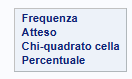 Frequenza
Atteso
Chi-quadrato cella
Percentuale